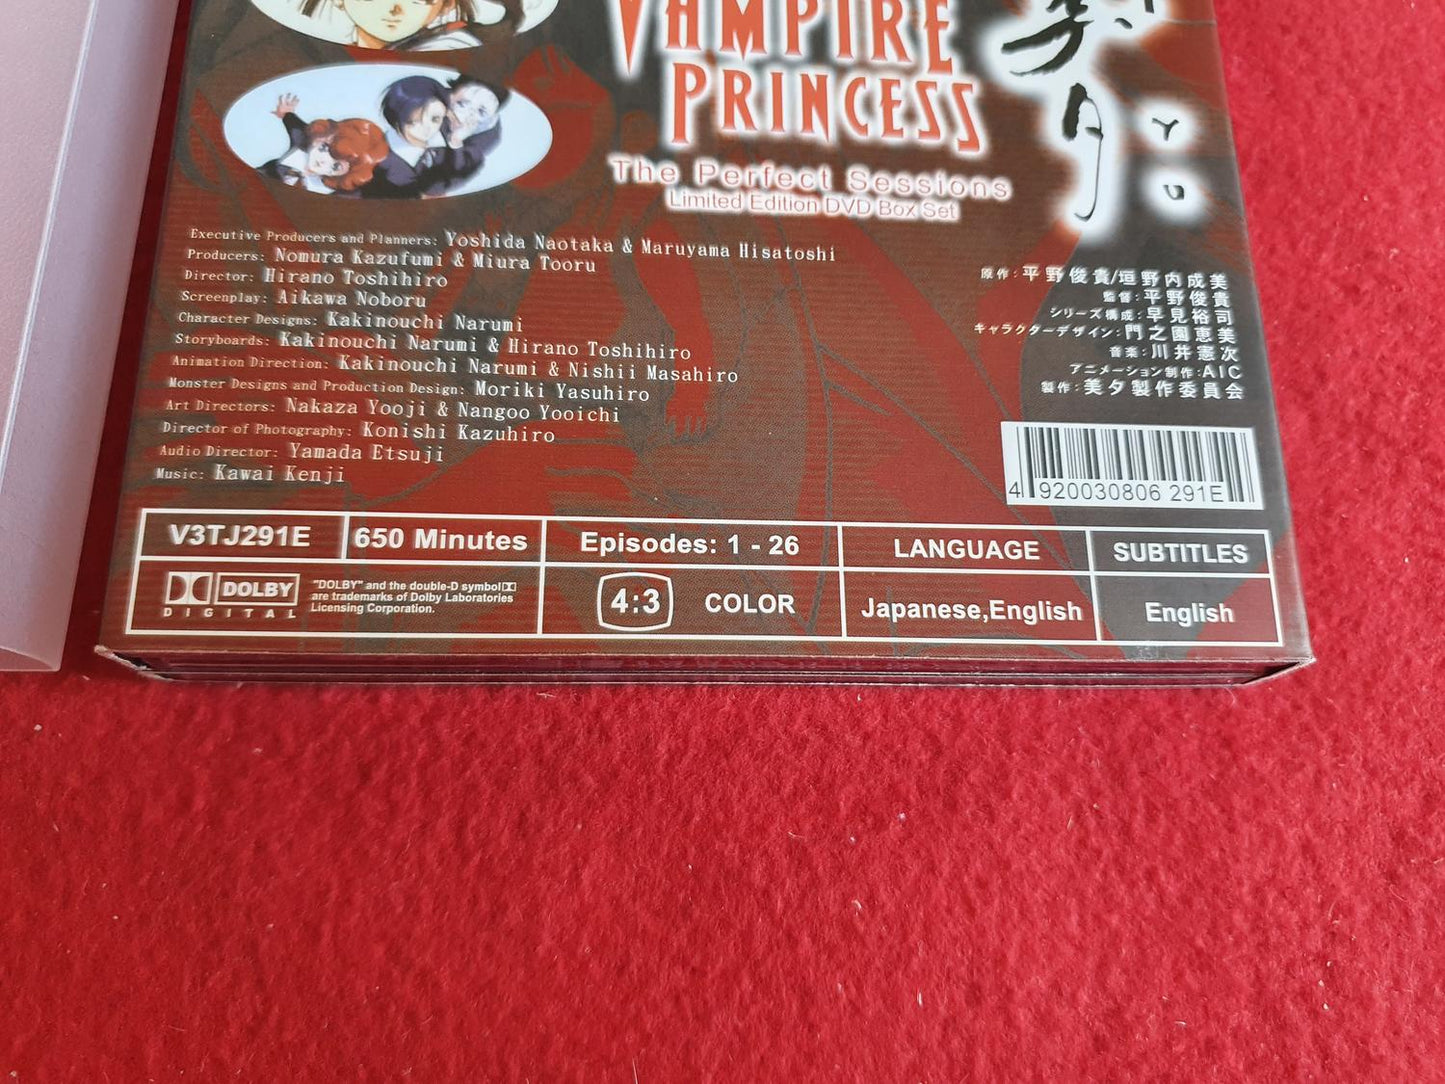 VAMPIRE
PRINCESS
The Perfect Sessions
Limited Edition DVD Box Set
月
Y
U
Executive Producers and Planners: Yoshida Naotaka & Maruyama Hisatoshi
Producers: Nomura Kazufumi & Miura Tooru
Director: Hirano Toshihiro
Screenplay: Aikawa Noboru
Character Designs: Kakinouchi Narumi
Storyboards: Kakinouchi Narumi & Hirano Toshihiro
Animation Direction: Kakinouchi Narumi & Nishii Masahiro
Monster Designs and Production Design: Moriki Yasuhiro
Art Directors: Nakaza Yooji & Nangoo Yooichi
Director of Photography: Konishi Kazuhiro
Audio Director: Yamada Etsuji
Music: Kawai Kenji
原作:平野俊貴/垣野内成美
監督:平野俊貴
シリーズ構成:早見裕司
キャラクターデザイン:門之園恵美
音楽:川井憲次
アニメーション制作:AIC
製作:美夕製作委員会
4 920030806 291E
V3TJ291E
650 Minutes
Episodes: 1 - 26
LANGUAGE
SUBTITLES
DOLBY
DIGITAL
"DOLBY" and the double-D symbol
are trademarks of Dolby Laboratories
Licensing Corporation.
4:3
COLOR
Japanese,English
English